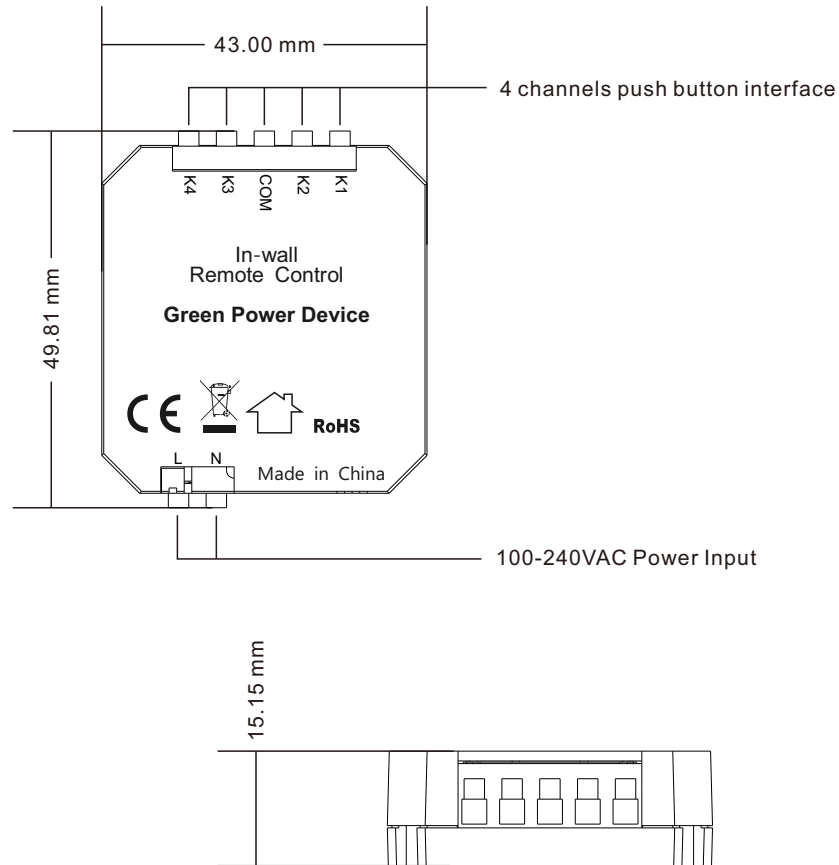 43.00 mm
4 channels push button interface
K4 K3 COM K2 K1
49.81 mm
In-wall
Remote Control
Green Power Device
CE
RoHS
L N
Made in China
100-240VAC Power Input
15.15 mm